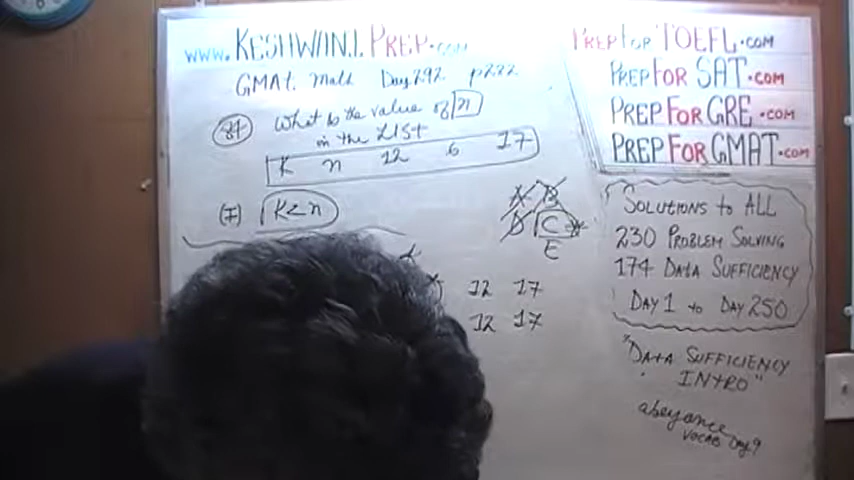 www.KESHWANI PREP.com
GMAT Math Day 292 p222
84 What is the value of n
in the LIST
K n 12 6 17
(I) K<n
A B
D C
E
12 17
12 17
PREP For TOEFL.com
PREP FOR SAT.com
PREP FOR GRE.com
PREP FOR GMAT.com
SOLUTIONS to ALL
230 PROBLEM SOLVING
174 DATA SUFFICIENCY
DAY 1 to DAY 250
"DATA SUFFICIENCY
INTRO"
abeyance
VOCAB Day 9